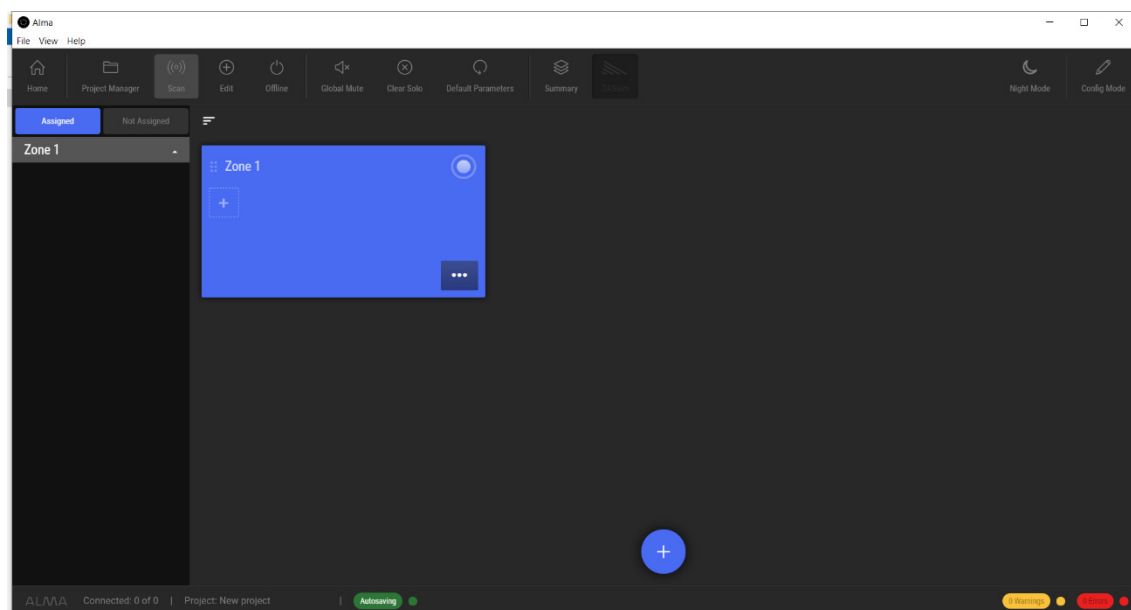 Alma
File View Help
Home Project Manager Scan Edit Offline Global Mute Clear Solo Default Parameters Summary Night Mode Config Mode
Assigned Not Assigned
Zone 1
Zone 1
ALMA Connected: 0 of 0 | Project: New project | Autosaving 0 Warnings 0 Errors